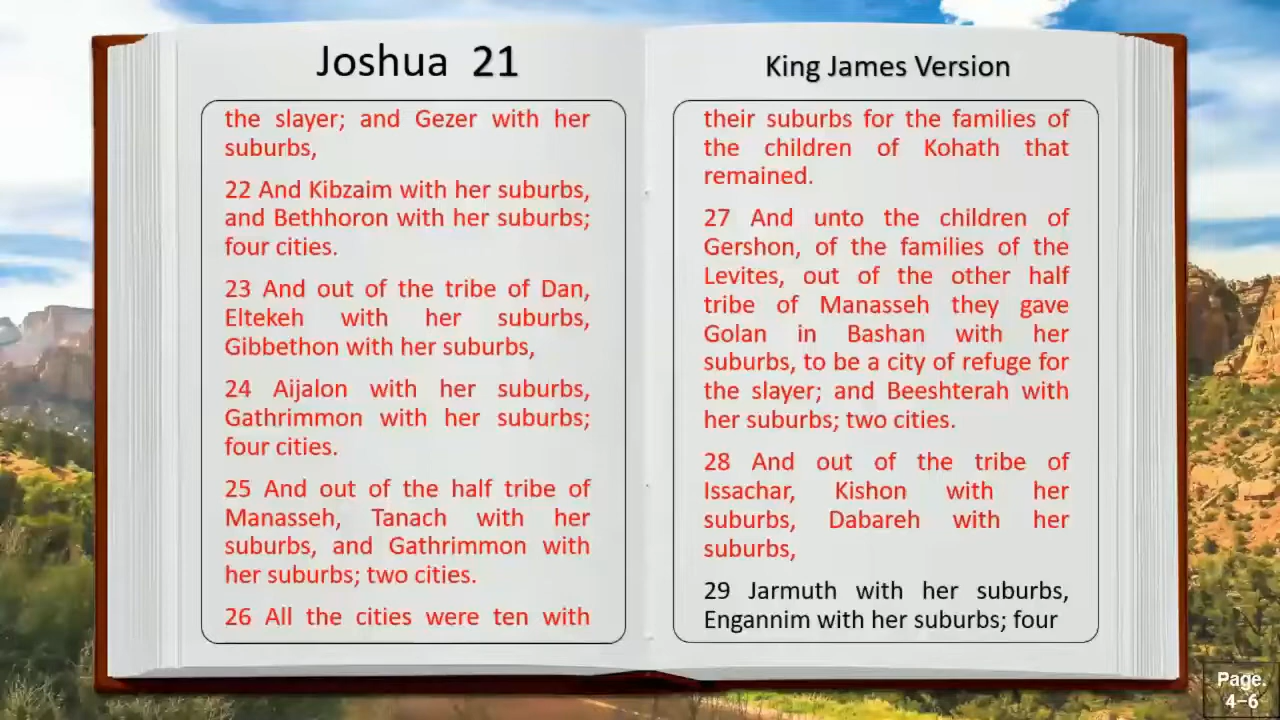 Joshua 21
the slayer; and Gezer with her
suburbs,
22 And Kibzaim with her suburbs,
and Bethhoron with her suburbs;
four cities.
23 And out of the tribe of Dan,
Eltekeh with her suburbs,
Gibbethon with her suburbs,
24 Aijalon with her suburbs,
Gathrimmon with her suburbs;
four cities.
25 And out of the half tribe of
Manasseh, Tanach with her
suburbs, and Gathrimmon with
her suburbs; two cities.
26 All the cities were ten with
King James Version
their suburbs for the families of
the children of Kohath that
remained.
27 And unto the children of
Gershon, of the families of the
Levites, out of the other half
tribe of Manasseh they gave
Golan in Bashan with her
suburbs, to be a city of refuge for
the slayer; and Beeshterah with
her suburbs; two cities.
28 And out of the tribe of
Issachar, Kishon with her
suburbs, Dabareh with her
suburbs,
29 Jarmuth with her suburbs,
Engannim with her suburbs; four
Page.
4-6